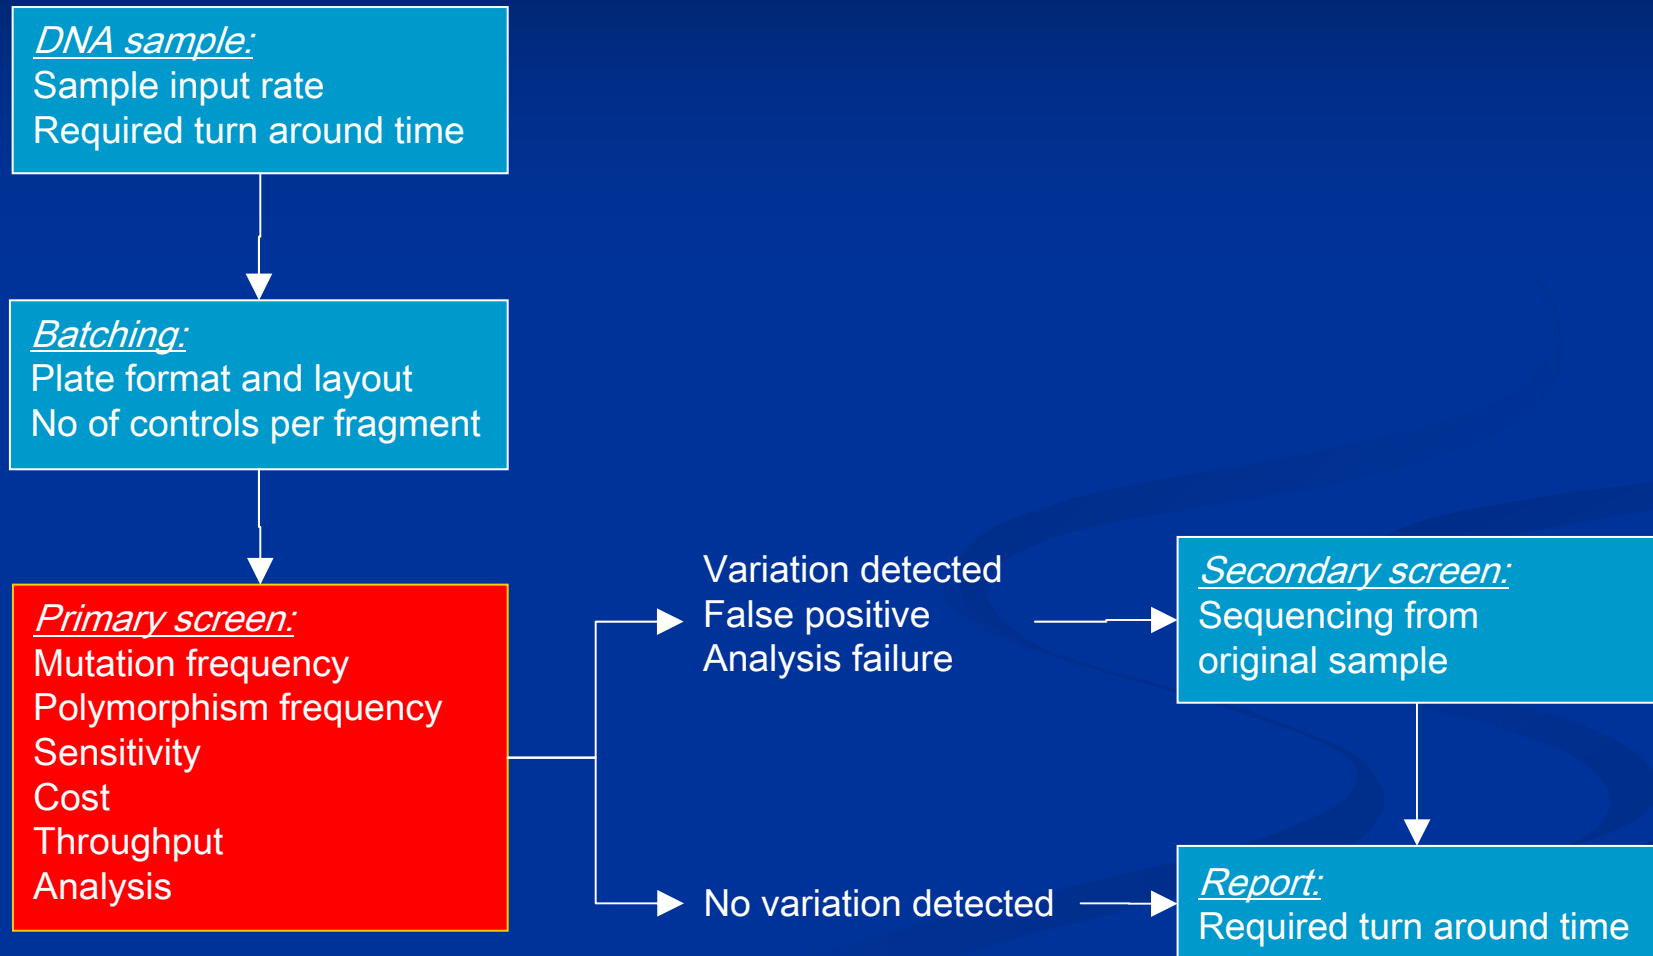 DNA sample:
Sample input rate
Required turn around time
Batching:
Plate format and layout
No of controls per fragment
Primary screen:
Mutation frequency
Polymorphism frequency
Sensitivity
Cost
Throughput
Analysis
Variation detected
False positive
Analysis failure
No variation detected
Secondary screen:
Sequencing from
original sample
Report:
Required turn around time